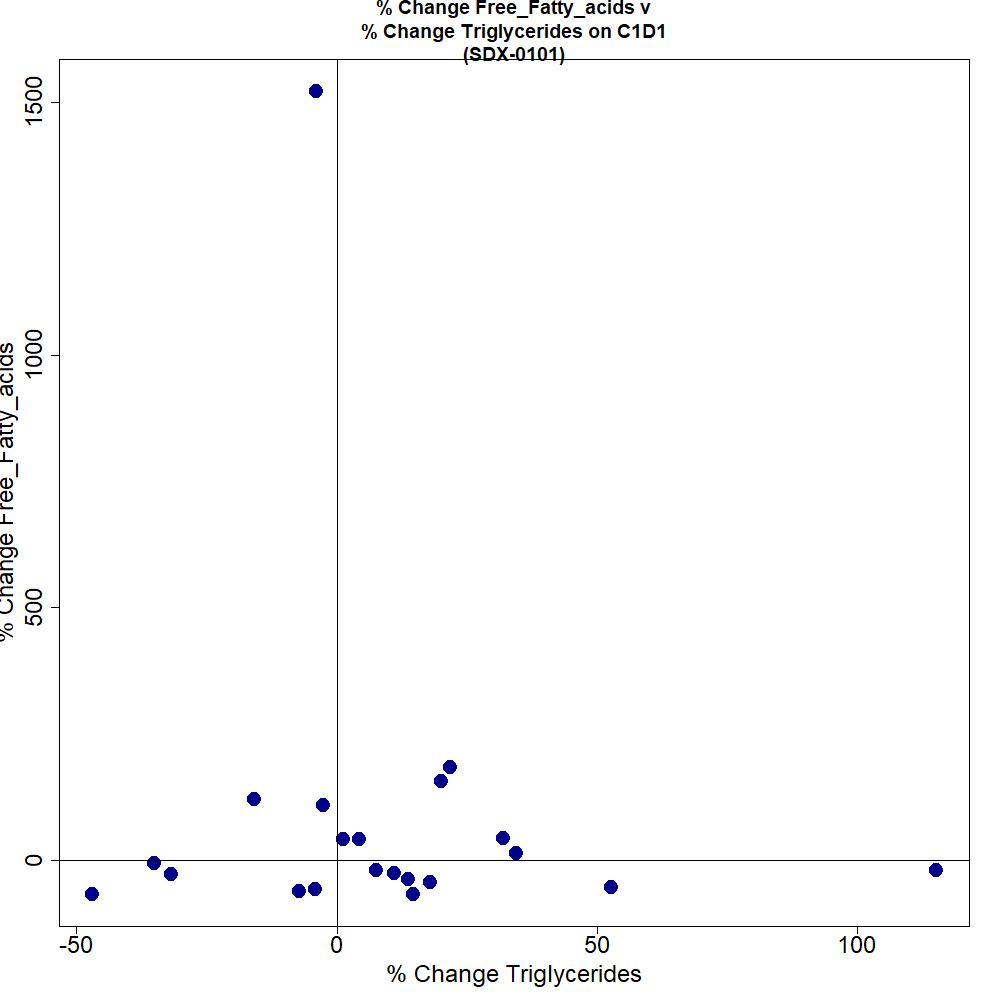 % Change Free_Fatty_acids v
% Change Triglycerides on C1D1
(SDX-0101)
% Change Free_Fatty_acids
1500
1000
500
0
-50
0
50
100
% Change Triglycerides